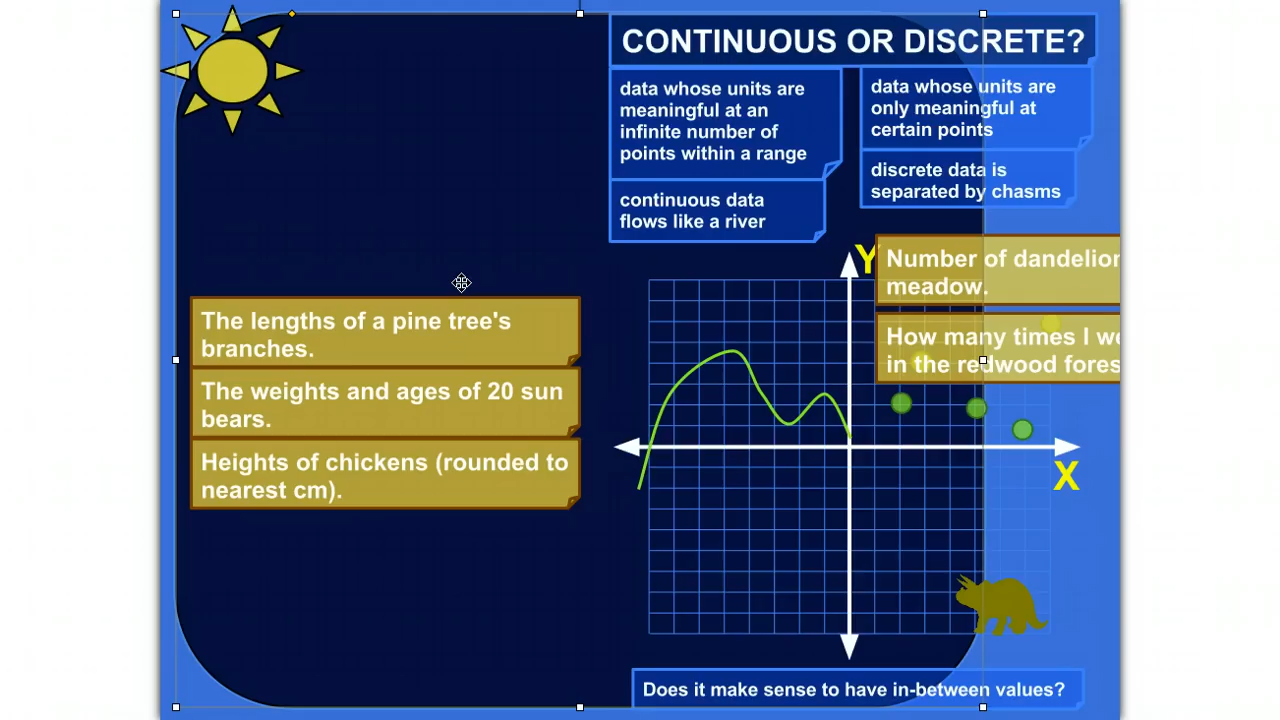 CONTINUOUS OR DISCRETE?
data whose units are
meaningful at an
infinite number of
points within a range
continuous data
flows like a river
data whose units are
only meaningful at
certain points
discrete data is
separated by chasms
Y
Number of dandelion
meadow.
How many times I we
in the redwood fores
The lengths of a pine tree's
branches.
The weights and ages of 20 sun
bears.
Heights of chickens (rounded to
nearest cm).
X
Does it make sense to have in-between values?